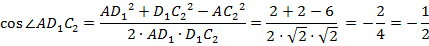 cos∠AD₁C₂ = (AD₁² + D₁C₂² − AC₂²) / (2 · AD₁ · D₁C₂) = (2 + 2 − 6) / (2 · √2 · √2) = −2/4 = −1/2